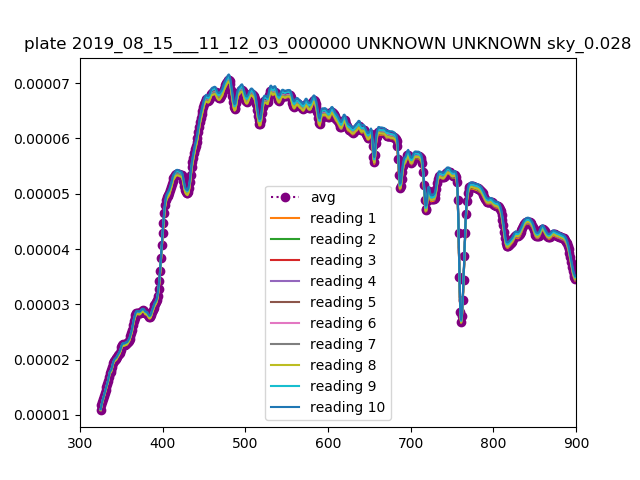 plate 2019_08_15___11_12_03_000000 UNKNOWN UNKNOWN sky_0.028
0.00007
0.00006
0.00005
0.00004
0.00003
0.00002
0.00001
avg
reading 1
reading 2
reading 3
reading 4
reading 5
reading 6
reading 7
reading 8
reading 9
reading 10
300 400 500 600 700 800 900